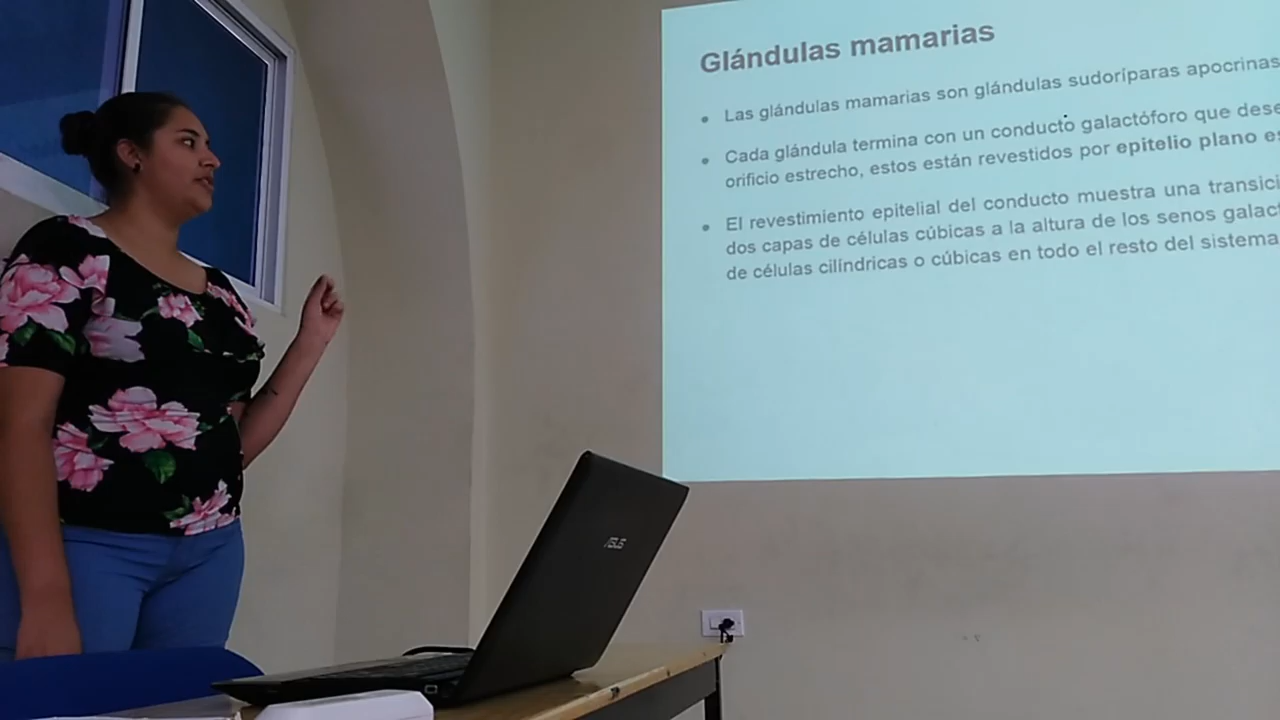 Glándulas mamarias
• Las glándulas mamarias son glándulas sudoríparas apocrinas
• Cada glándula termina con un conducto galactóforo que dese
orificio estrecho, estos están revestidos por epitelio plano es
• El revestimiento epitelial del conducto muestra una transici
dos capas de células cúbicas a la altura de los senos galact
de células cilíndricas o cúbicas en todo el resto del sistema
ASUS